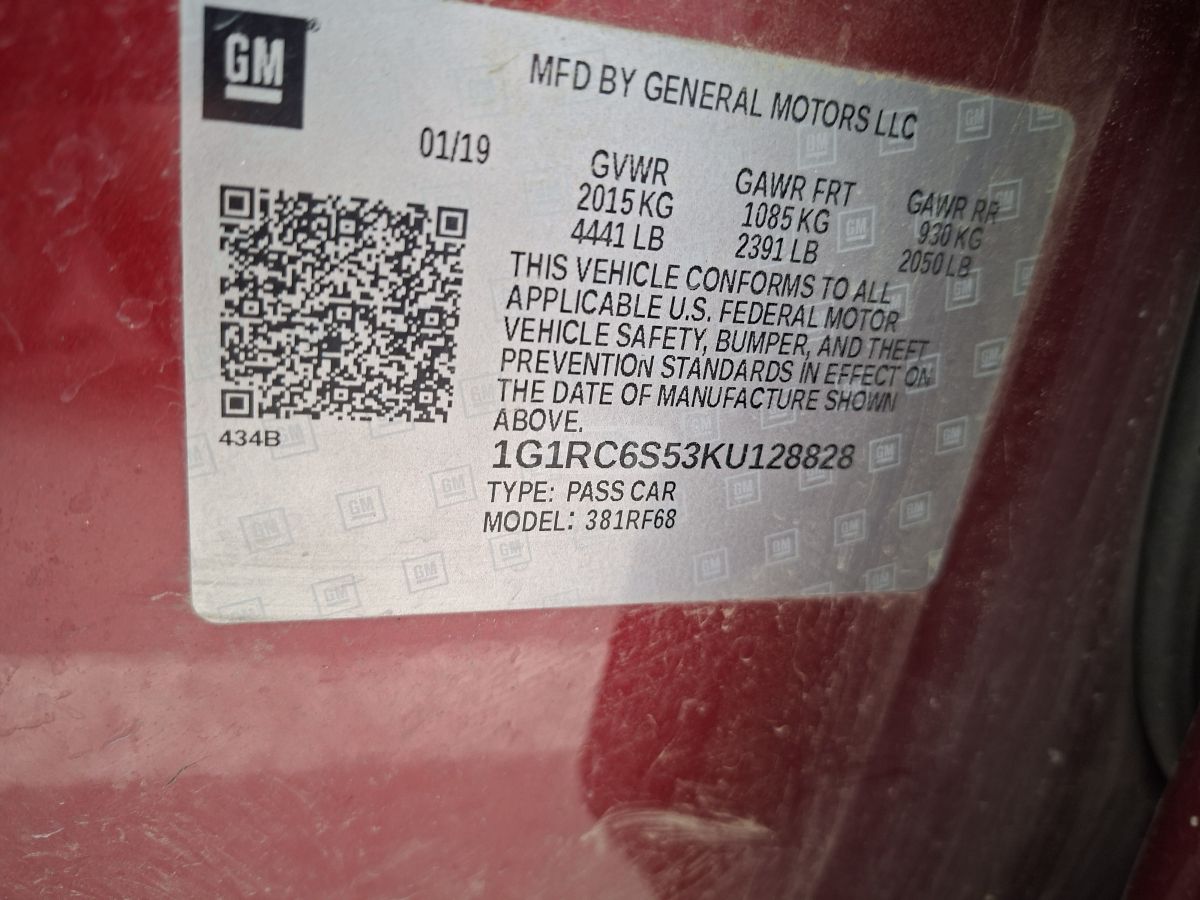 GM
MFD BY GENERAL MOTORS LLC
01/19
GVWR GAWR FRT GAWR RR
2015 KG 1085 KG 930 KG
4441 LB 2391 LB 2050 LB
THIS VEHICLE CONFORMS TO ALL
APPLICABLE U.S. FEDERAL MOTOR
VEHICLE SAFETY, BUMPER, AND THEFT
PREVENTION STANDARDS IN EFFECT ON
THE DATE OF MANUFACTURE SHOWN
ABOVE.
434B
1G1RC6S53KU128828
TYPE: PASS CAR
MODEL: 381RF68